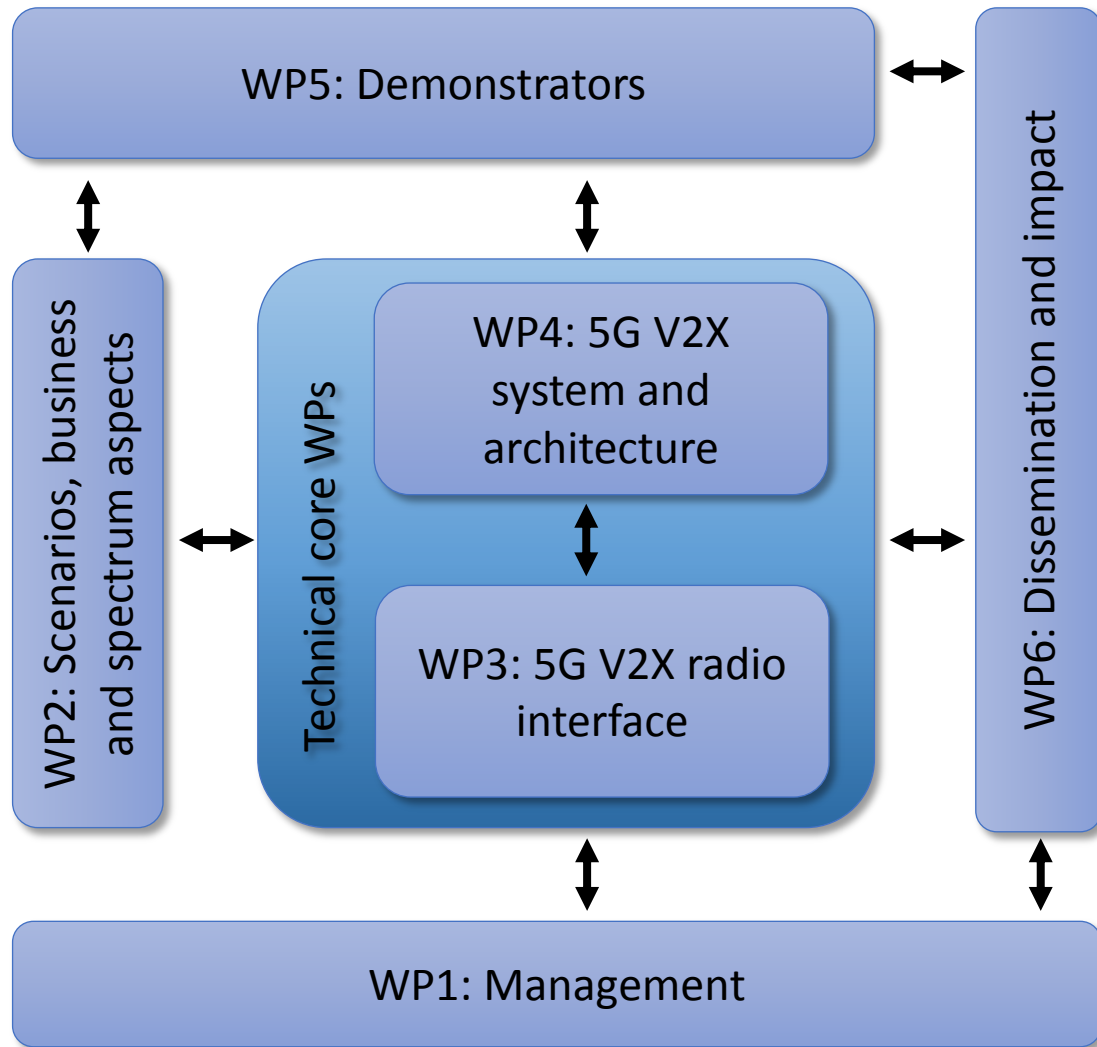 WP5: Demonstrators
WP2: Scenarios, business
and spectrum aspects
Technical core WPs
WP4: 5G V2X
system and
architecture
WP3: 5G V2X radio
interface
WP6: Dissemination and impact
WP1: Management